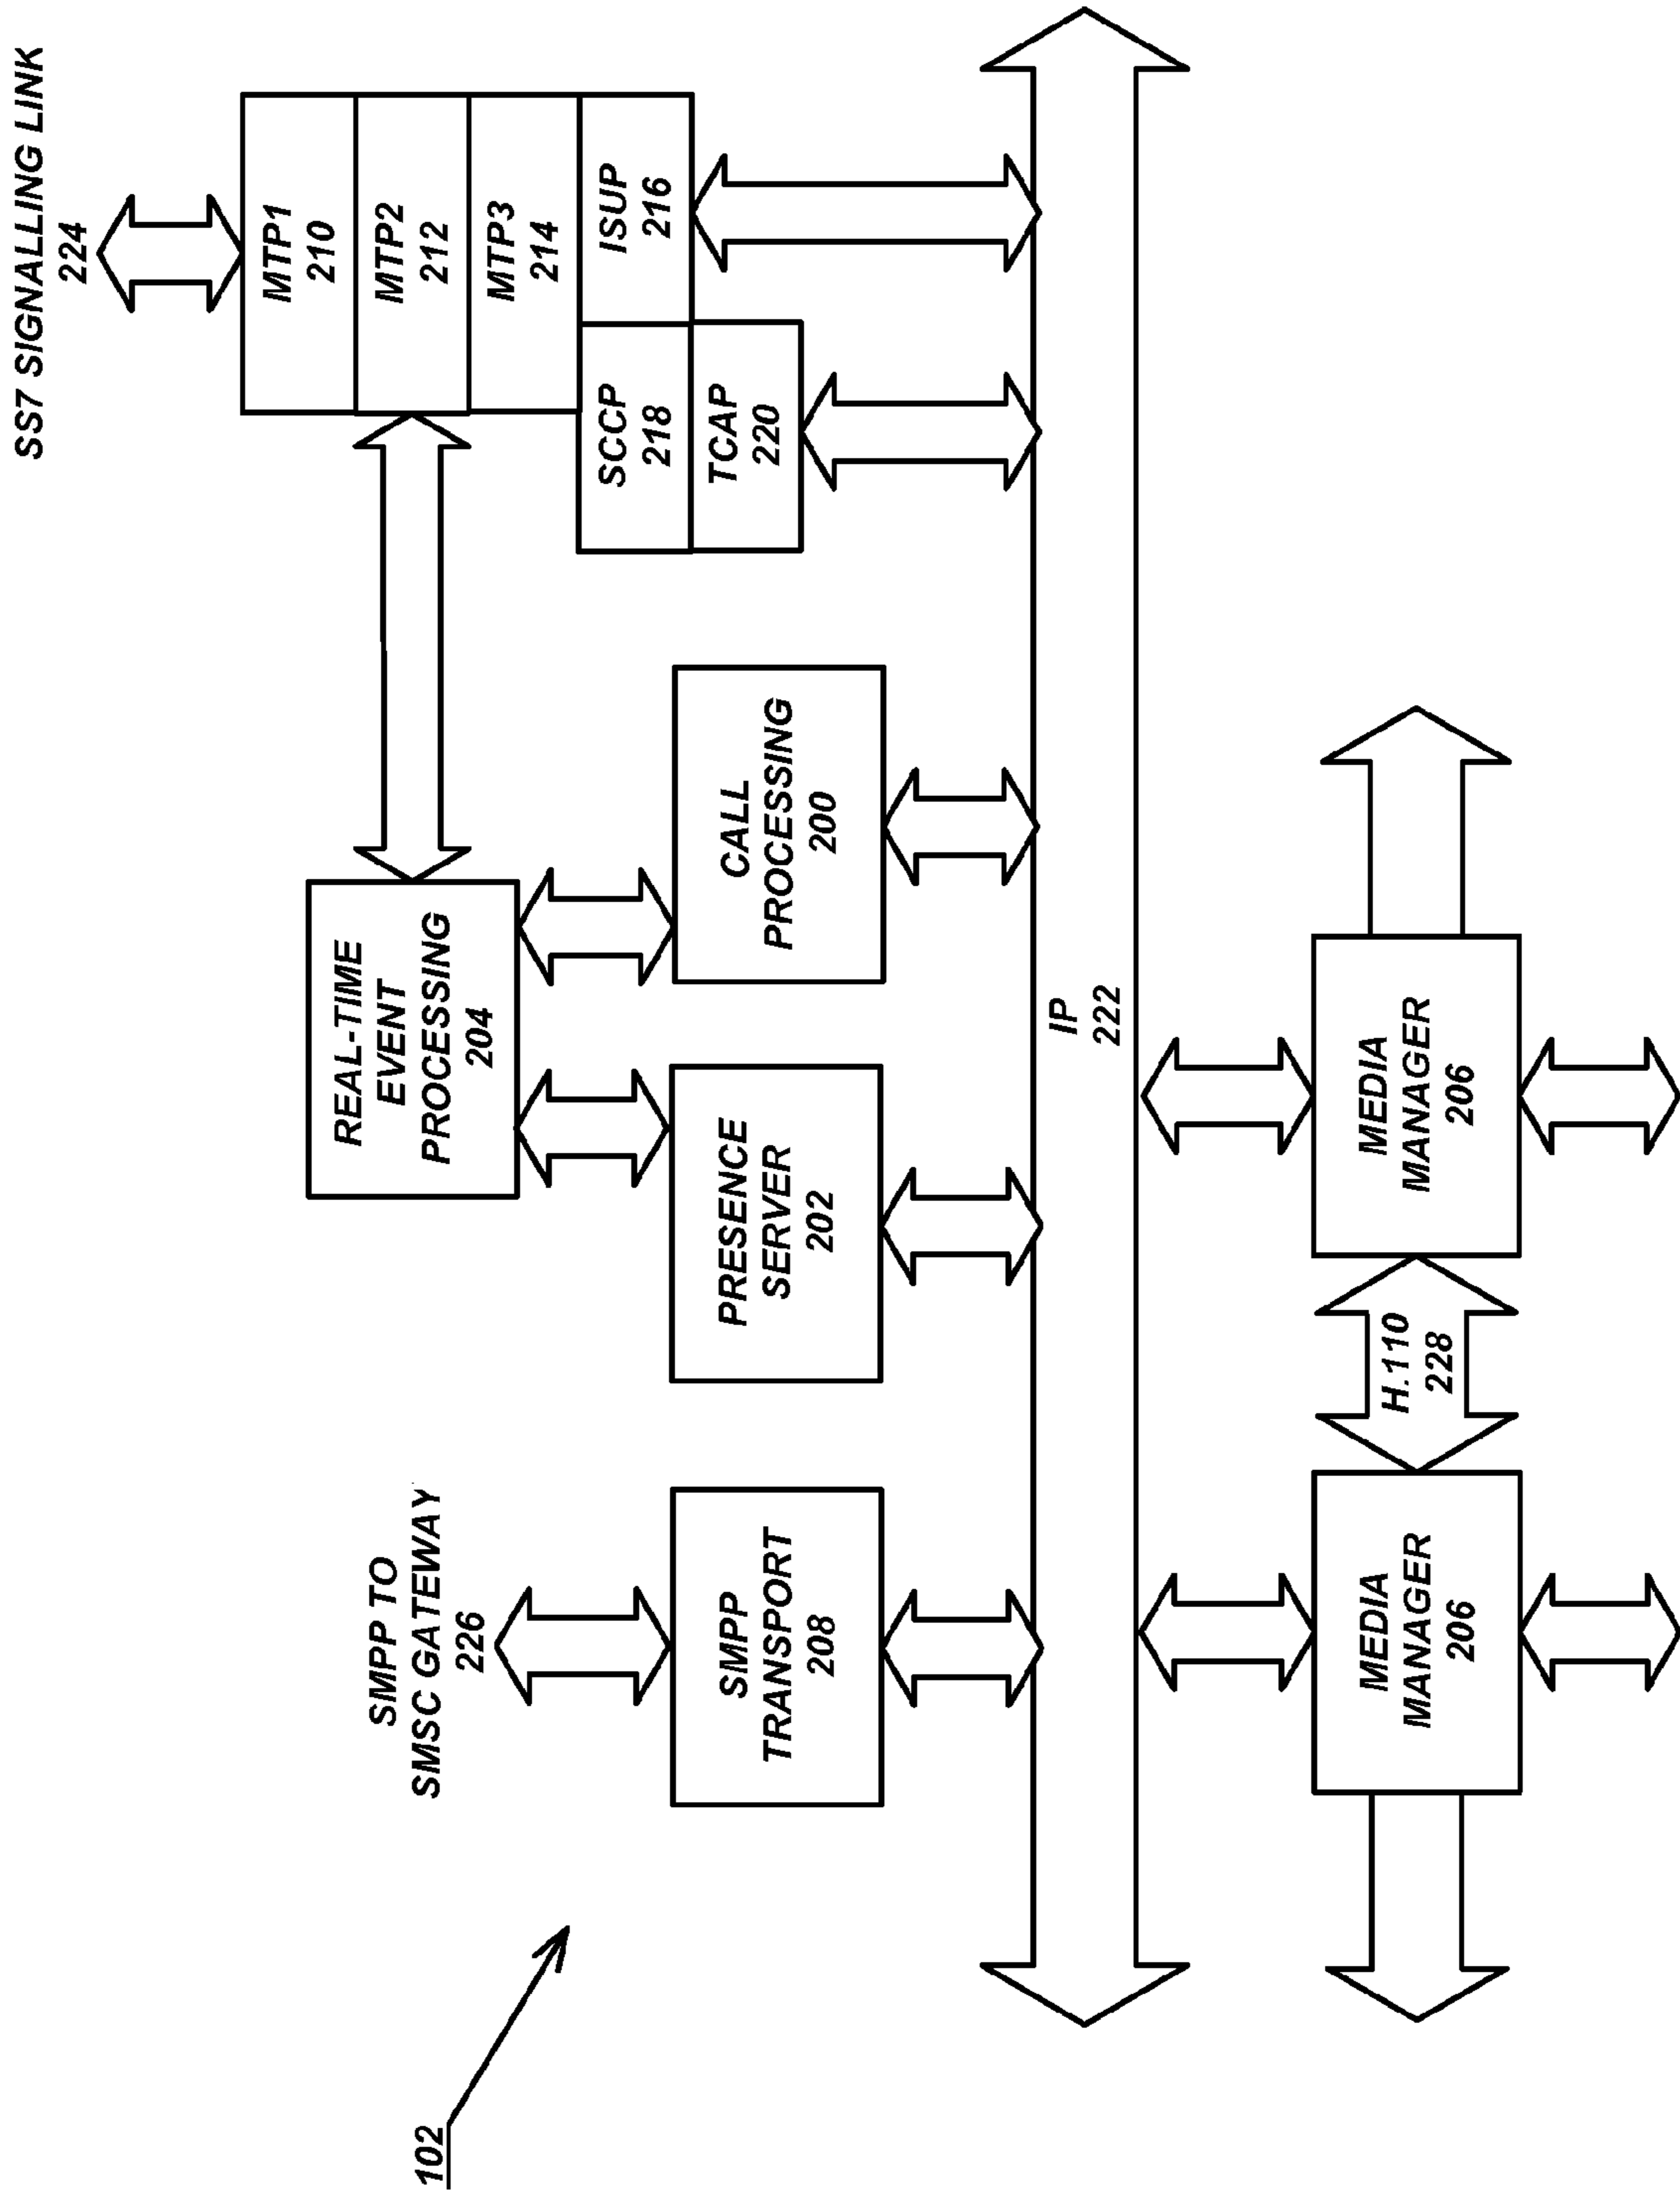 102
SMPP TO
SMSC GATEWAY
226
SMPP
TRANSPORT
208
REAL-TIME
EVENT
PROCESSING
204
PRESENCE
SERVER
202
CALL
PROCESSING
200
SS7 SIGNALLING LINK
224
MTP1
210
MTP2
212
MTP3
214
SCCP
218
ISUP
216
TCAP
220
IP
222
MEDIA
MANAGER
206
H.110
228
MEDIA
MANAGER
206